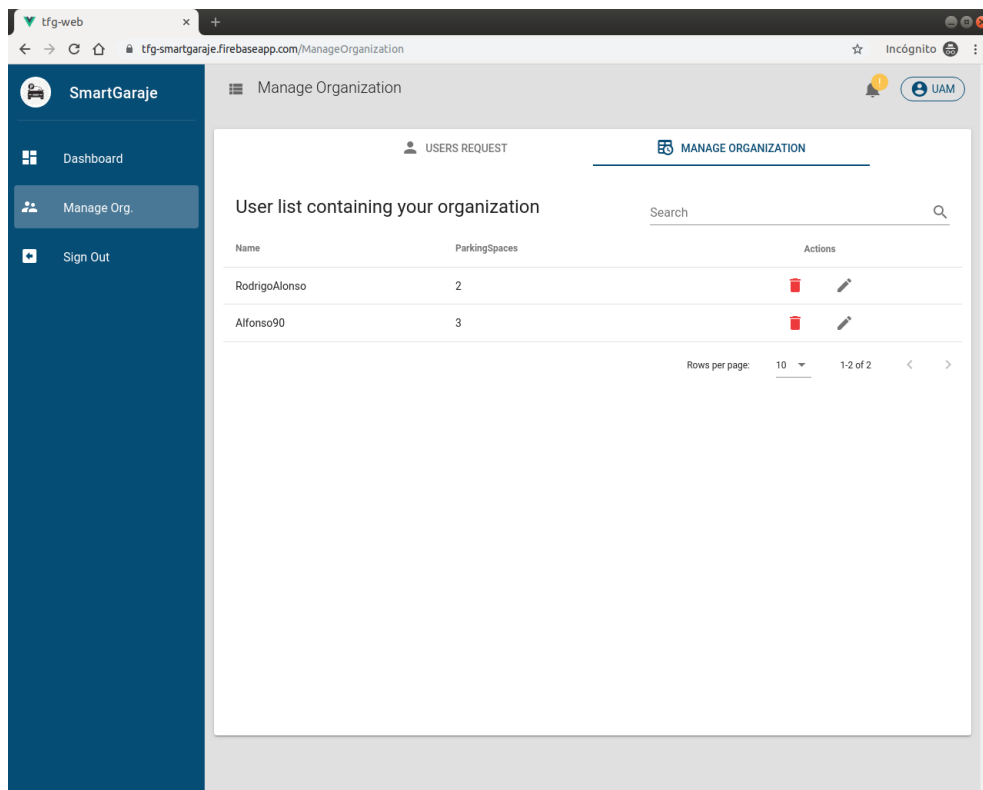 tfg-web
tfg-smartgaraje.firebaseapp.com/ManageOrganization
Incógnito
SmartGaraje
Manage Organization
!
UAM
Dashboard
Manage Org.
Sign Out
USERS REQUEST
MANAGE ORGANIZATION
User list containing your organization
Search
Name ParkingSpaces Actions
RodrigoAlonso 2
Alfonso90 3
Rows per page: 10 1-2 of 2